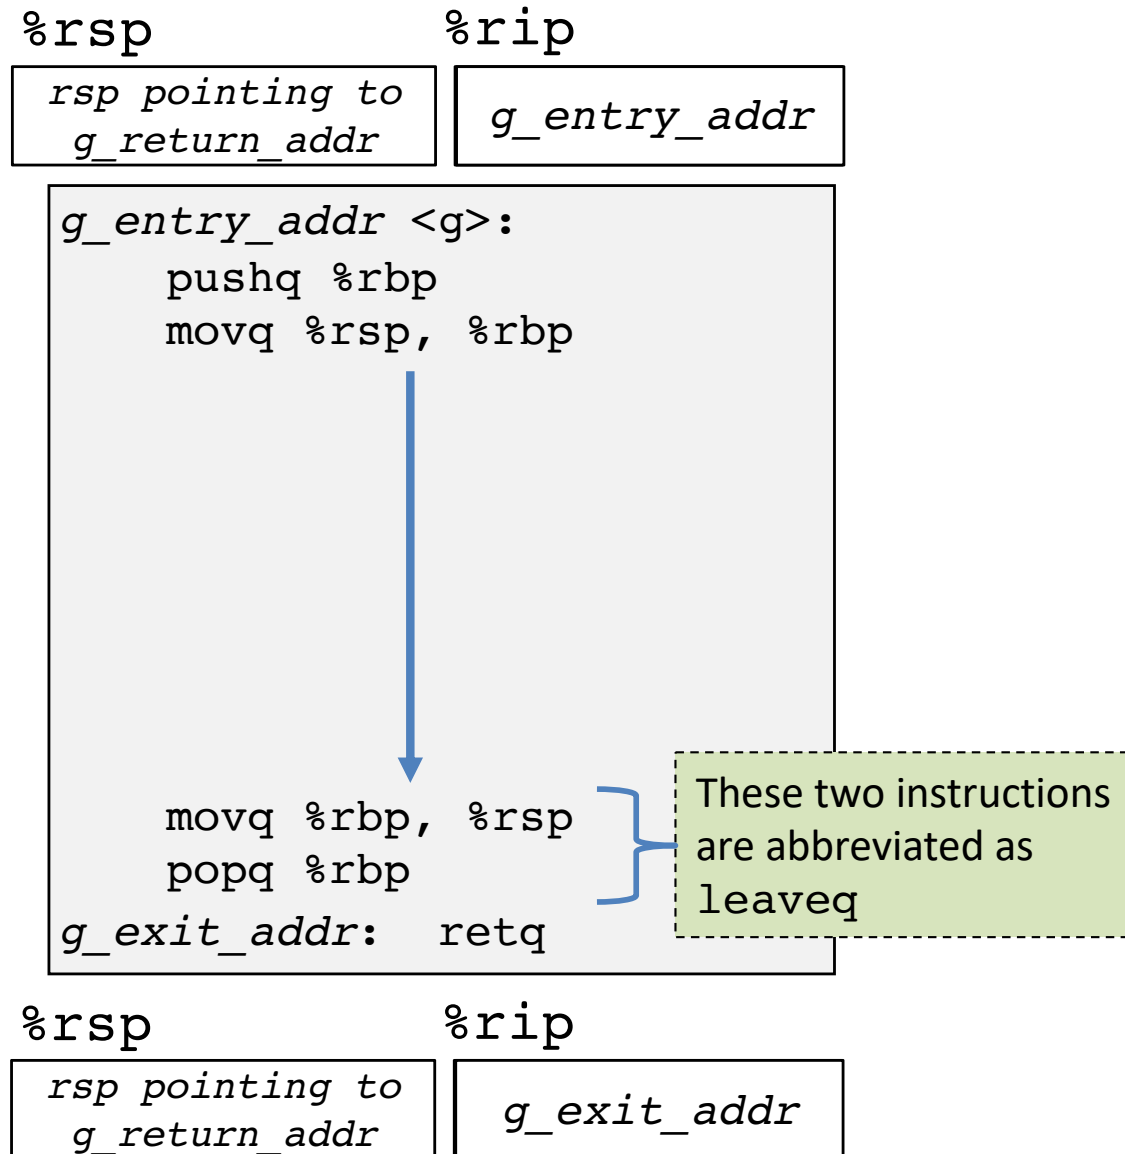 %rsp %rip
rsp pointing to
g_return_addr
g_entry_addr
g_entry_addr <g>:
pushq %rbp
movq %rsp, %rbp
movq %rbp, %rsp
popq %rbp
g_exit_addr: retq
These two instructions
are abbreviated as
leaveq
%rsp %rip
rsp pointing to
g_return_addr
g_exit_addr